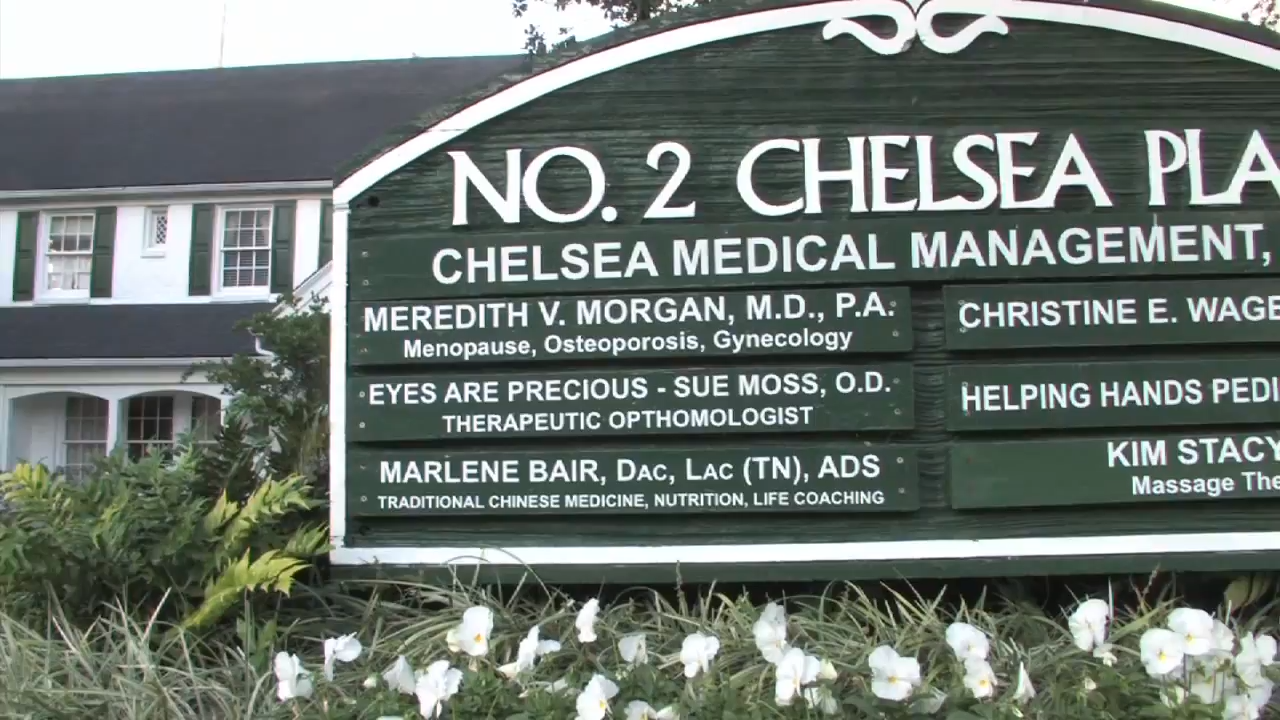 NO. 2 CHELSEA PLA
CHELSEA MEDICAL MANAGEMENT,
MEREDITH V. MORGAN, M.D., P.A.
Menopause, Osteoporosis, Gynecology
EYES ARE PRECIOUS - SUE MOSS, O.D.
THERAPEUTIC OPTHOMOLOGIST
MARLENE BAIR, DAC, LAC (TN), ADS
TRADITIONAL CHINESE MEDICINE, NUTRITION, LIFE COACHING
CHRISTINE E. WAGE
HELPING HANDS PEDI
KIM STACY
Massage The